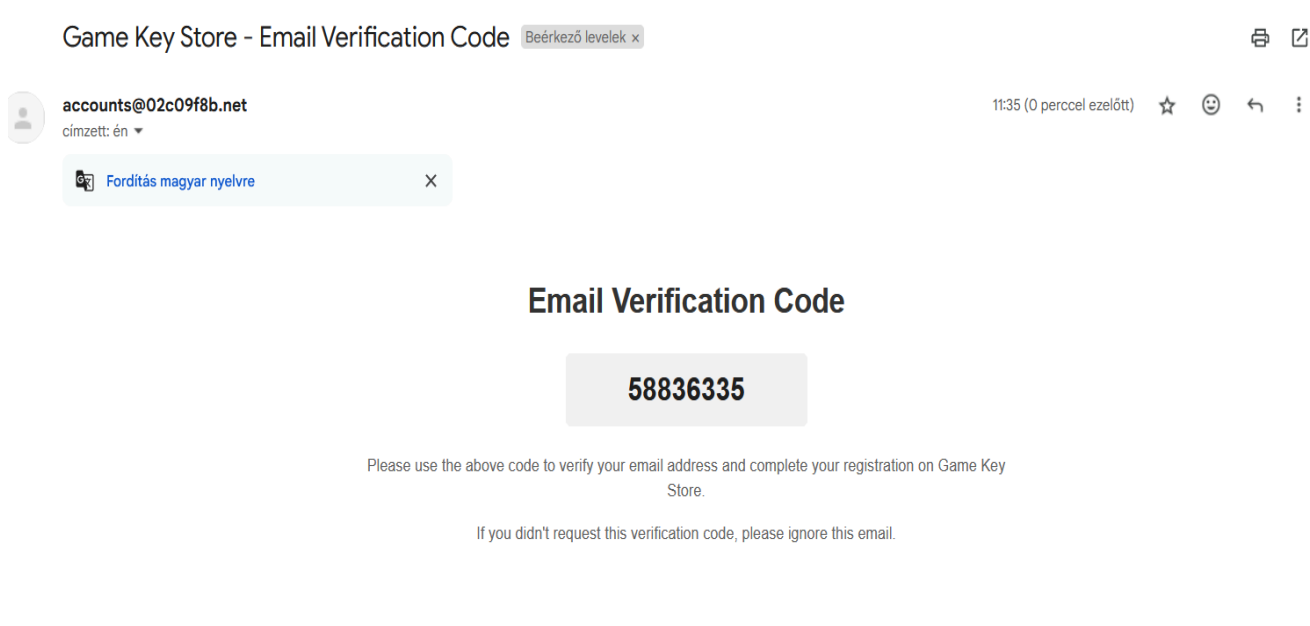 Game Key Store - Email Verification Code Beérkező levelek ×
accounts@02c09f8b.net 11:35 (0 perccel ezelőtt)
címzett: én
Fordítás magyar nyelvre
Email Verification Code
58836335
Please use the above code to verify your email address and complete your registration on Game Key
Store.
If you didn't request this verification code, please ignore this email.